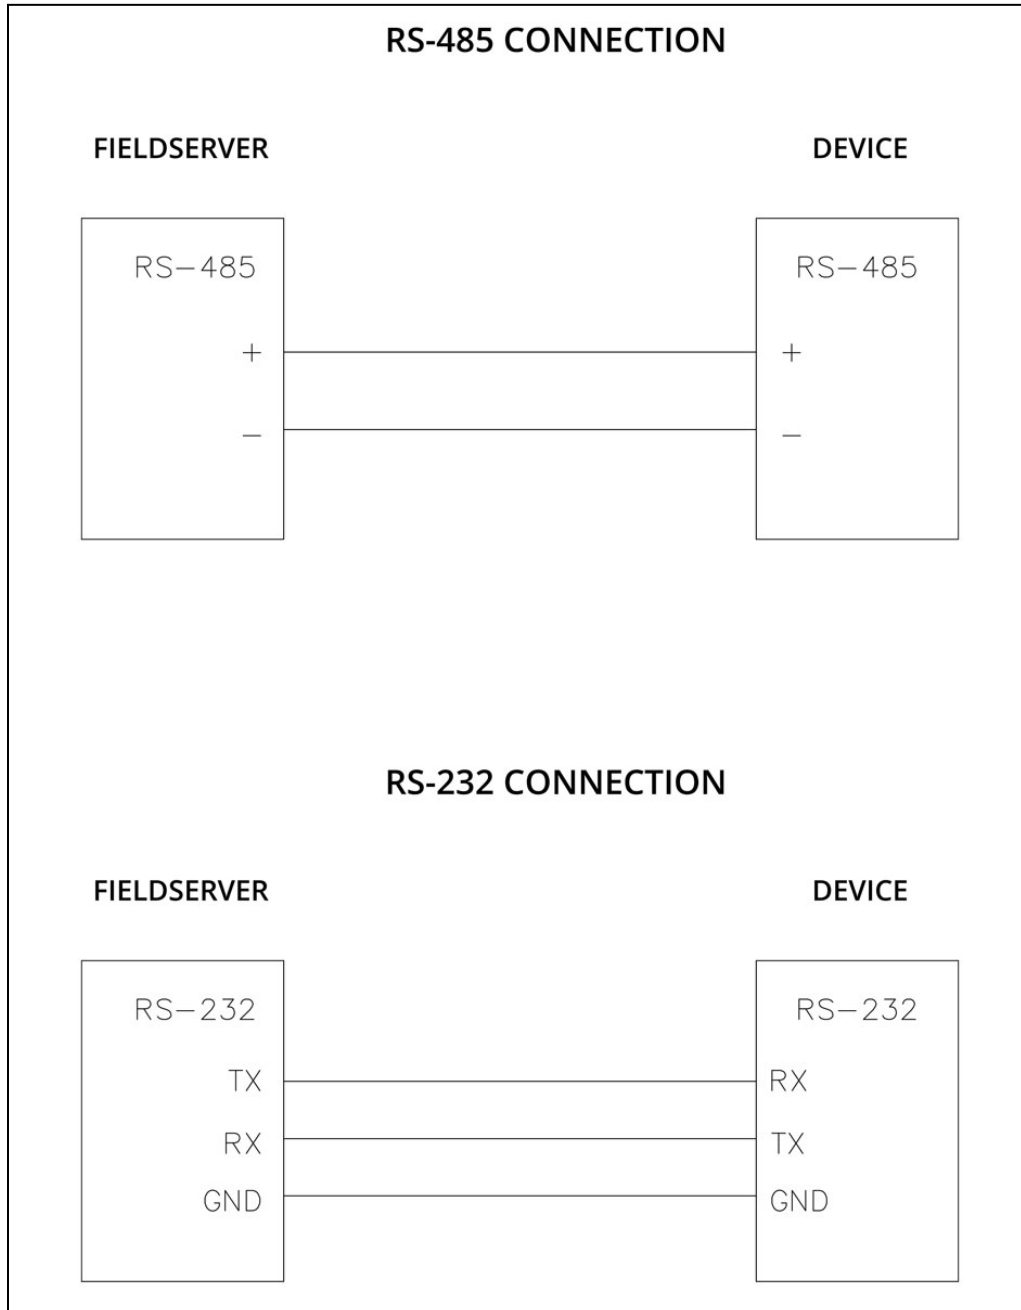 RS-485 CONNECTION
FIELDSERVER DEVICE
RS-485 RS-485
+ +
- -
RS-232 CONNECTION
FIELDSERVER DEVICE
RS-232 RS-232
TX RX
RX TX
GND GND